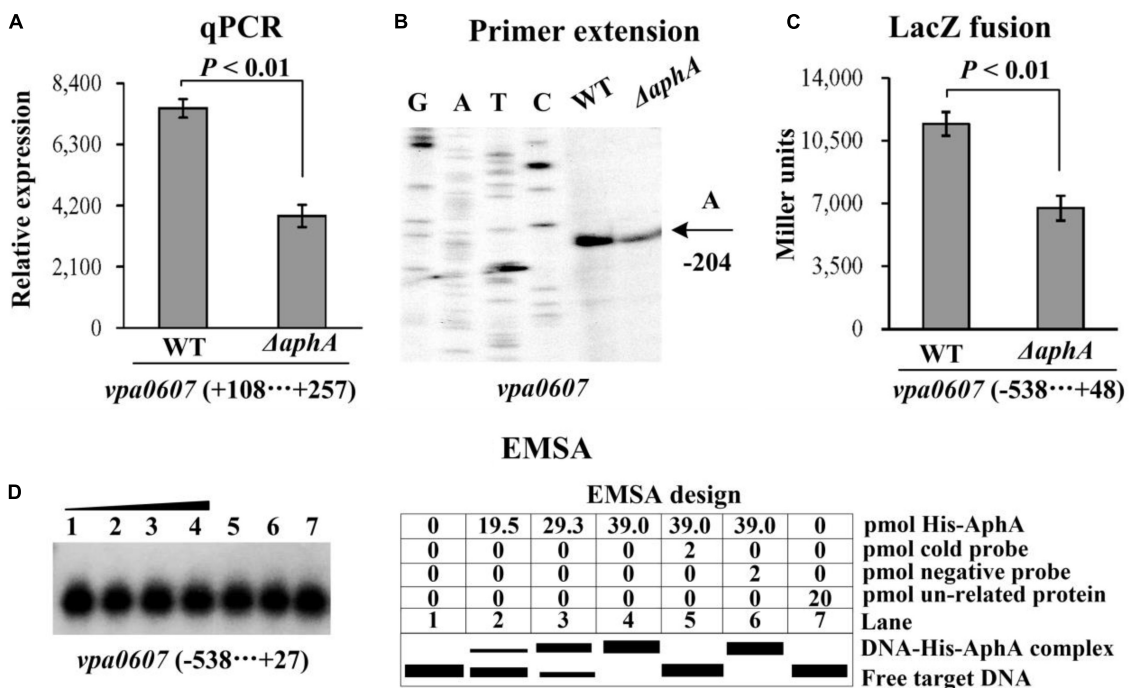 A
qPCR
P < 0.01
8,400
6,300
4,200
2,100
0
Relative expression
WT
ΔaphA
vpa0607 (+108···+257)
B
Primer extension
G A T C WT ΔaphA
A
-204
vpa0607
C
LacZ fusion
P < 0.01
14,000
10,500
7,000
3,500
0
Miller units
WT
ΔaphA
vpa0607 (-538···+48)
EMSA
D
1 2 3 4 5 6 7
vpa0607 (-538···+27)
EMSA design
0 19.5 29.3 39.0 39.0 39.0 0 pmol His-AphA
0 0 0 0 2 0 0 pmol cold probe
0 0 0 0 0 2 0 pmol negative probe
0 0 0 0 0 0 20 pmol un-related protein
1 2 3 4 5 6 7 Lane
DNA-His-AphA complex
Free target DNA